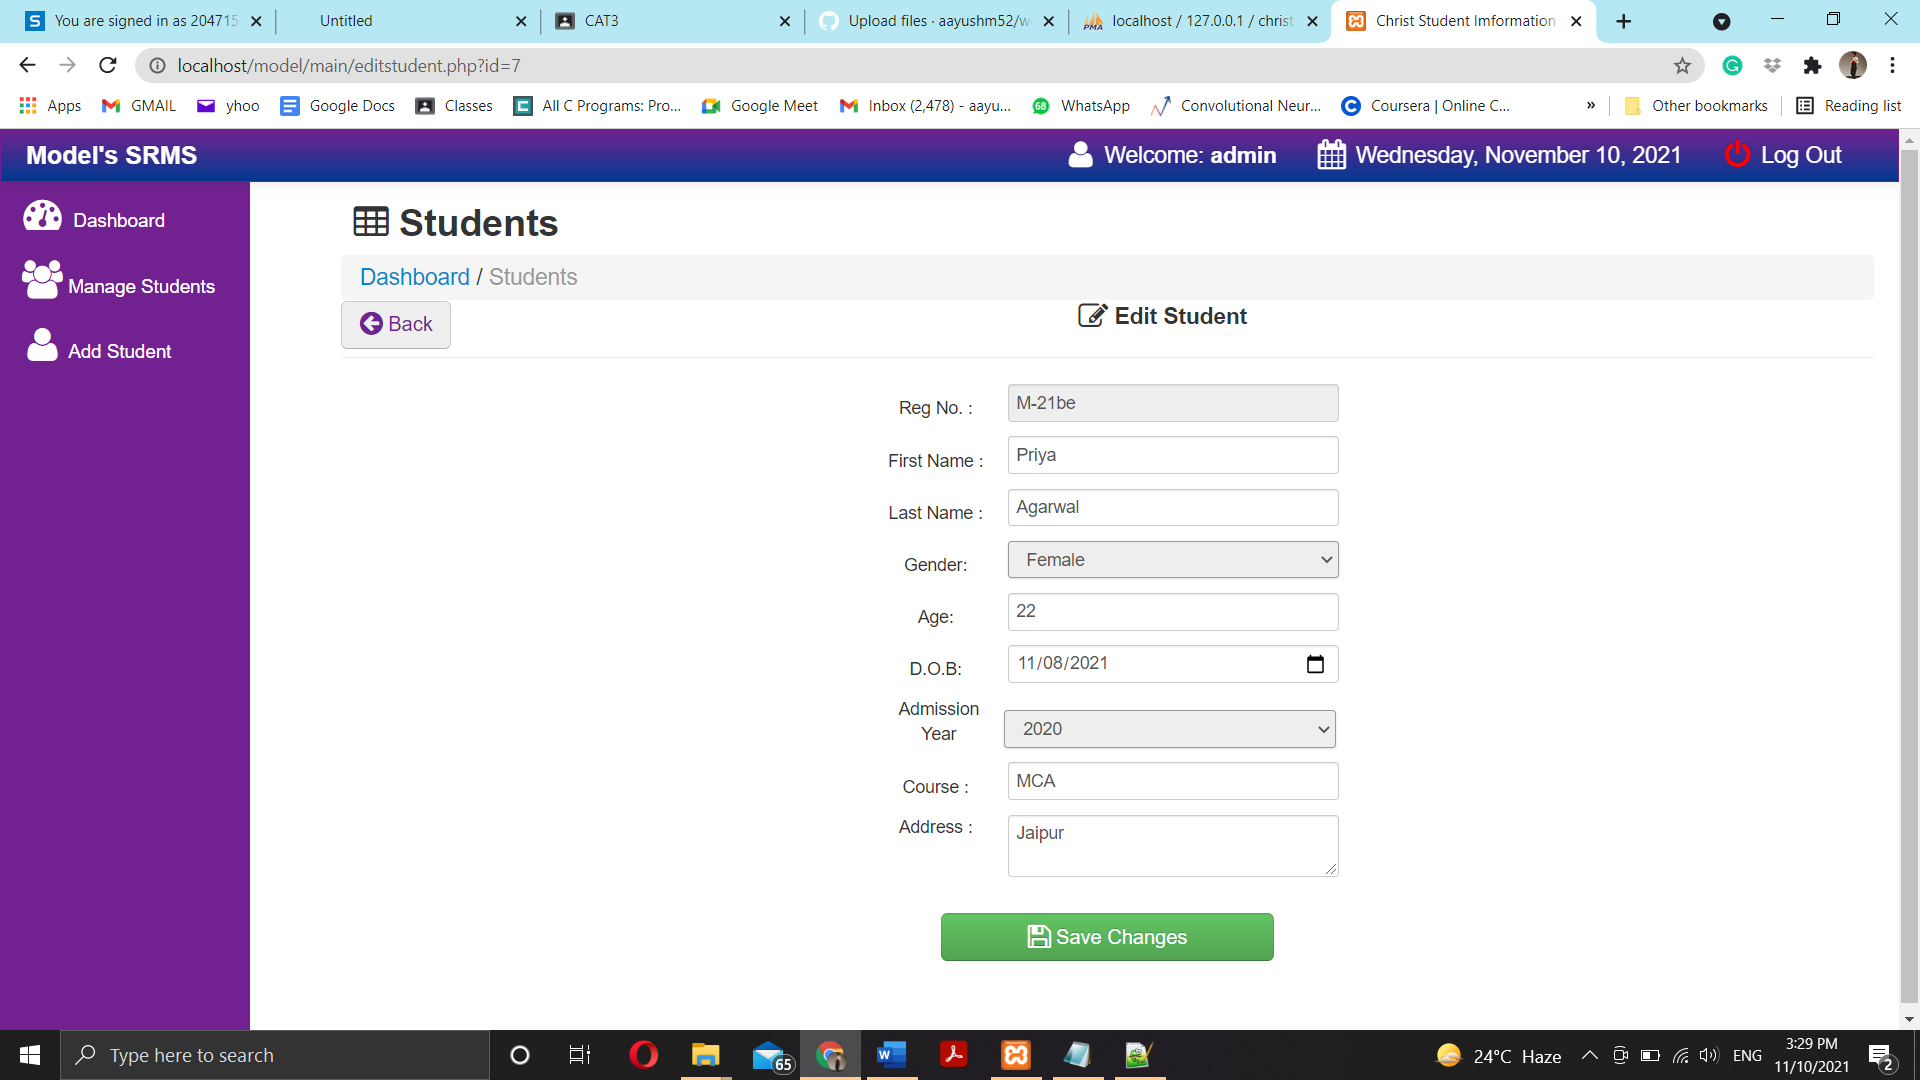 You are signed in as 204715
Untitled
CAT3
Upload files · aayushm52/w
localhost / 127.0.0.1 / christ
Christ Student Imformation
localhost/model/main/editstudent.php?id=7
Apps
GMAIL
yhoo
Google Docs
Classes
All C Programs: Pro...
Google Meet
Inbox (2,478) - aayu...
WhatsApp
Convolutional Neur...
Coursera | Online C...
»
Other bookmarks
Reading list
Model's SRMS
Welcome: admin
Wednesday, November 10, 2021
Log Out
Dashboard
Manage Students
Add Student
Students
Dashboard / Students
Back
Edit Student
Reg No. : M-21be
First Name : Priya
Last Name : Agarwal
Gender: Female
Age: 22
D.O.B: 11/08/2021
Admission
Year 2020
Course : MCA
Address : Jaipur
Save Changes
Type here to search
65
24°C Haze
ENG
3:29 PM
11/10/2021
2